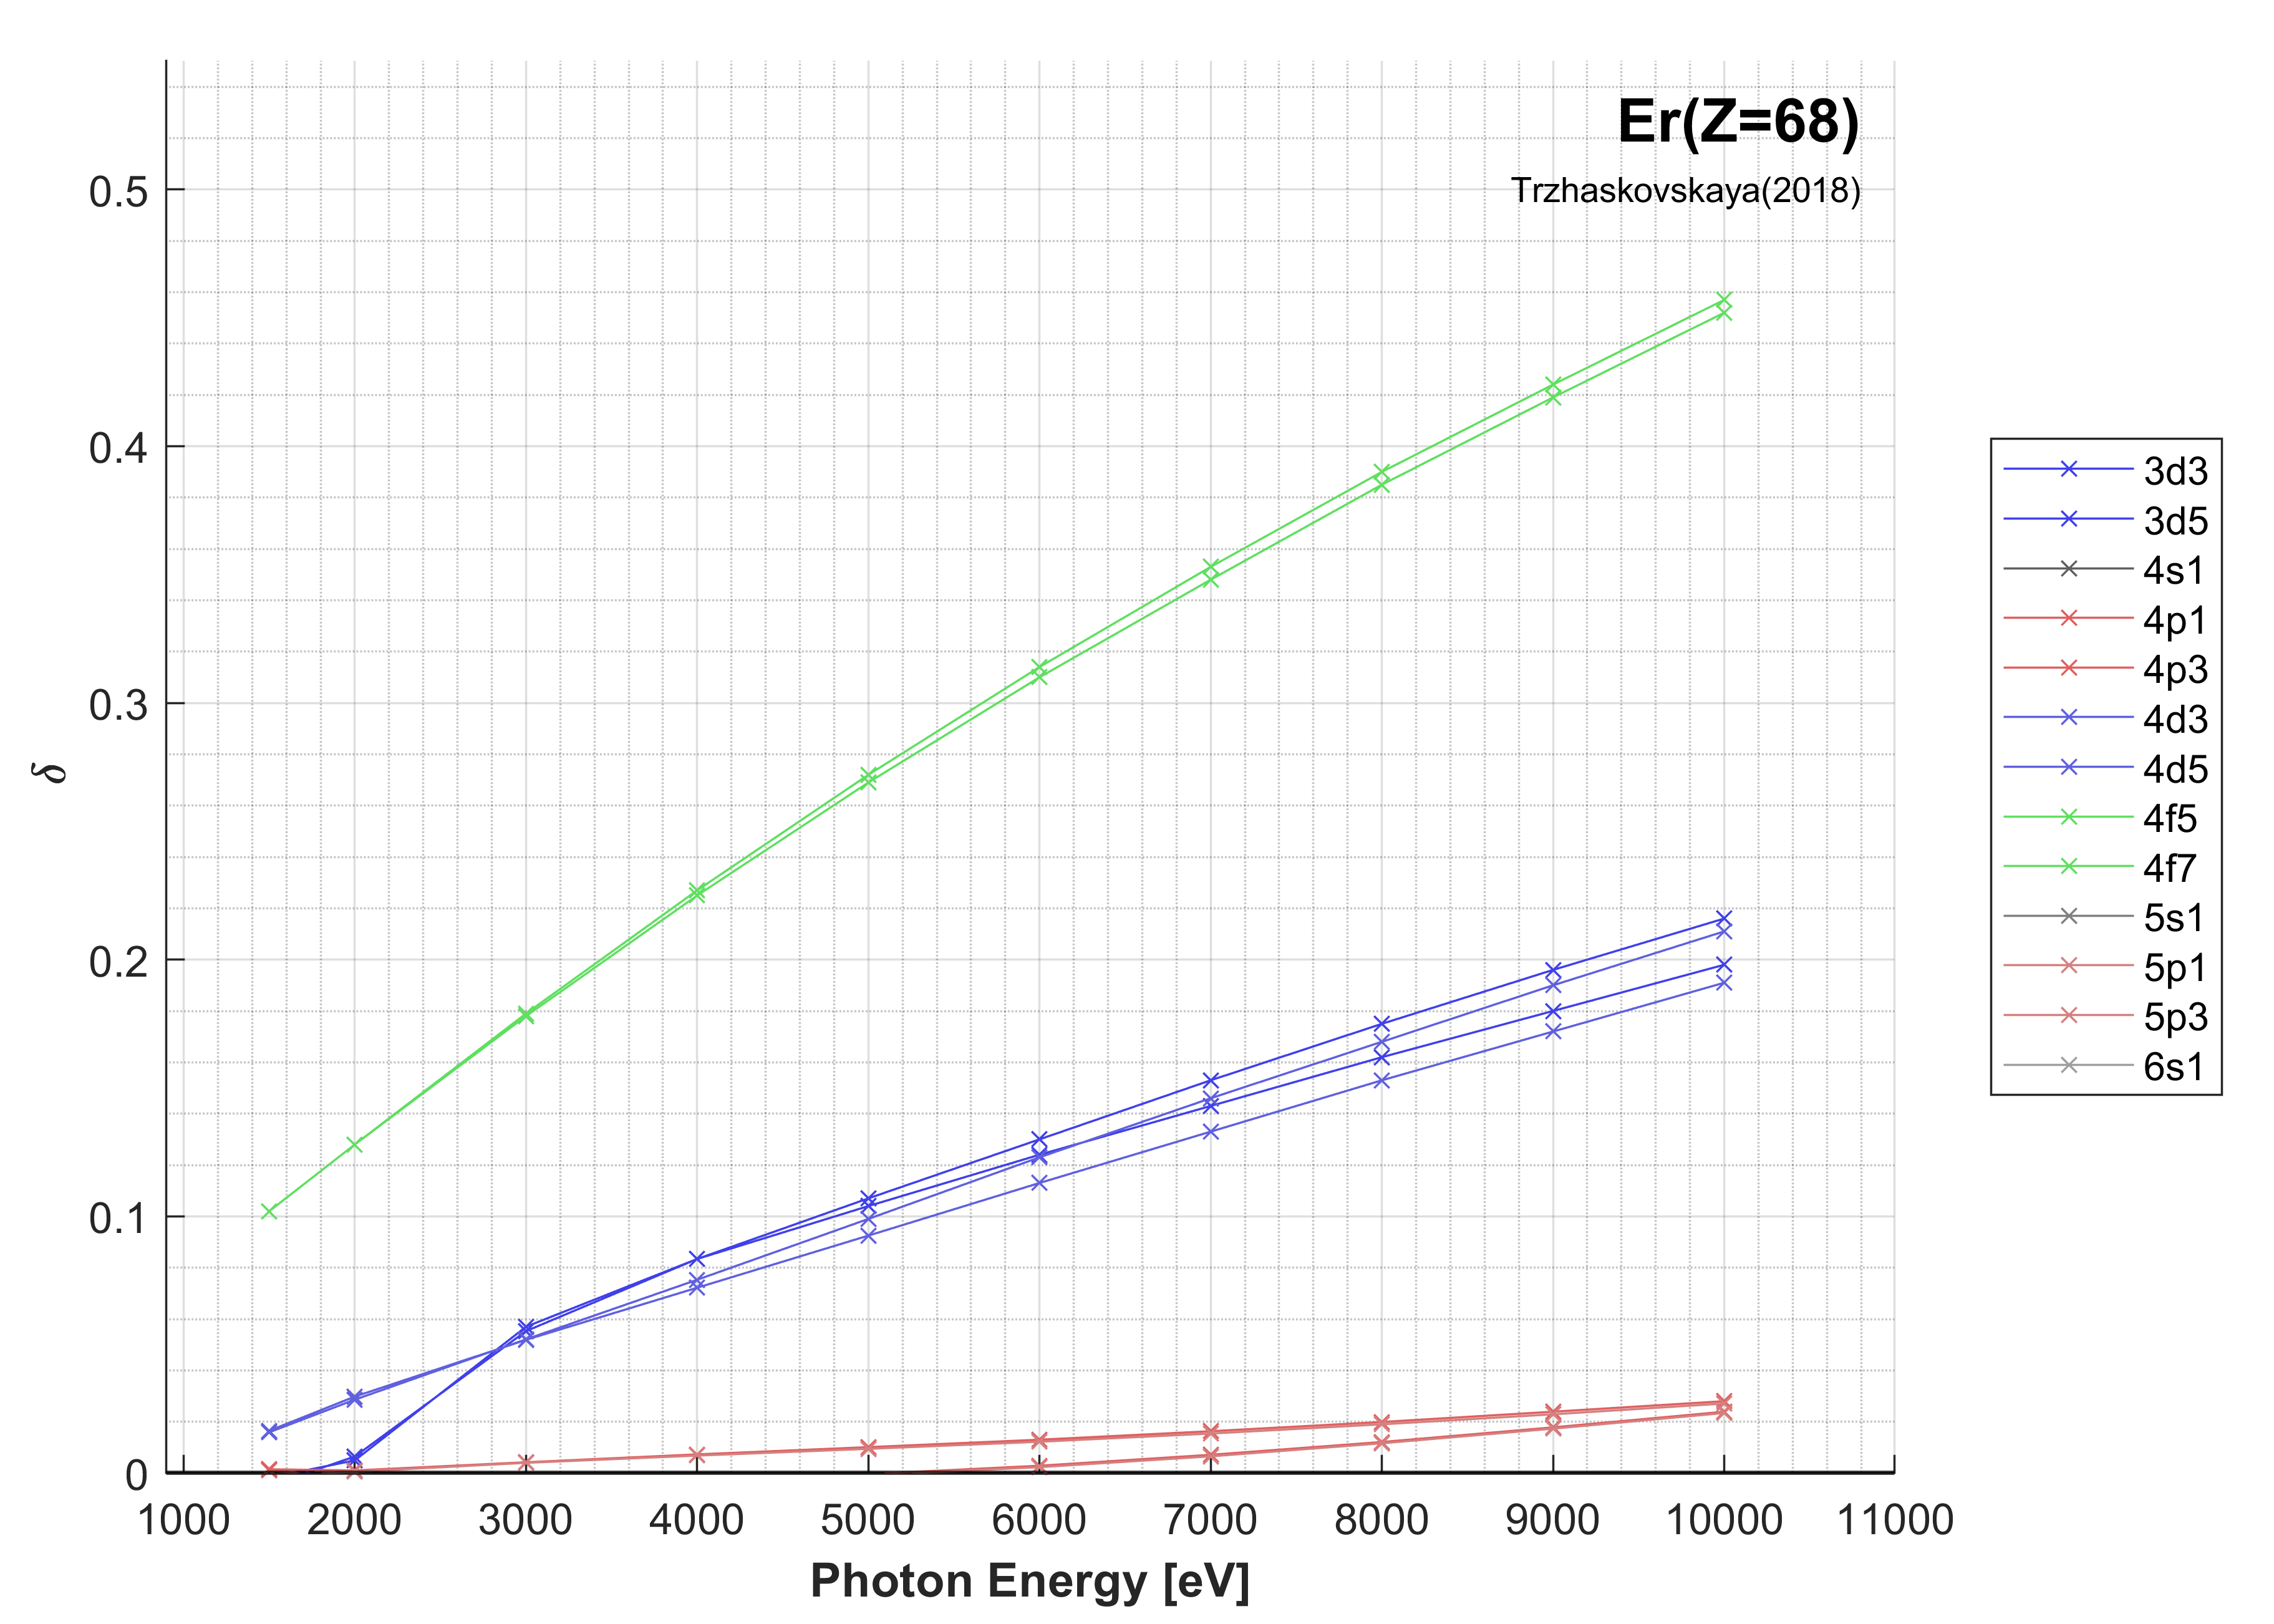 Er(Z=68)
Trzhaskovskaya(2018)
0.5
0.4
0.3
0.2
0.1
0
δ
1000 2000 3000 4000 5000 6000 7000 8000 9000 10000 11000
Photon Energy [eV]
3d3
3d5
4s1
4p1
4p3
4d3
4d5
4f5
4f7
5s1
5p1
5p3
6s1